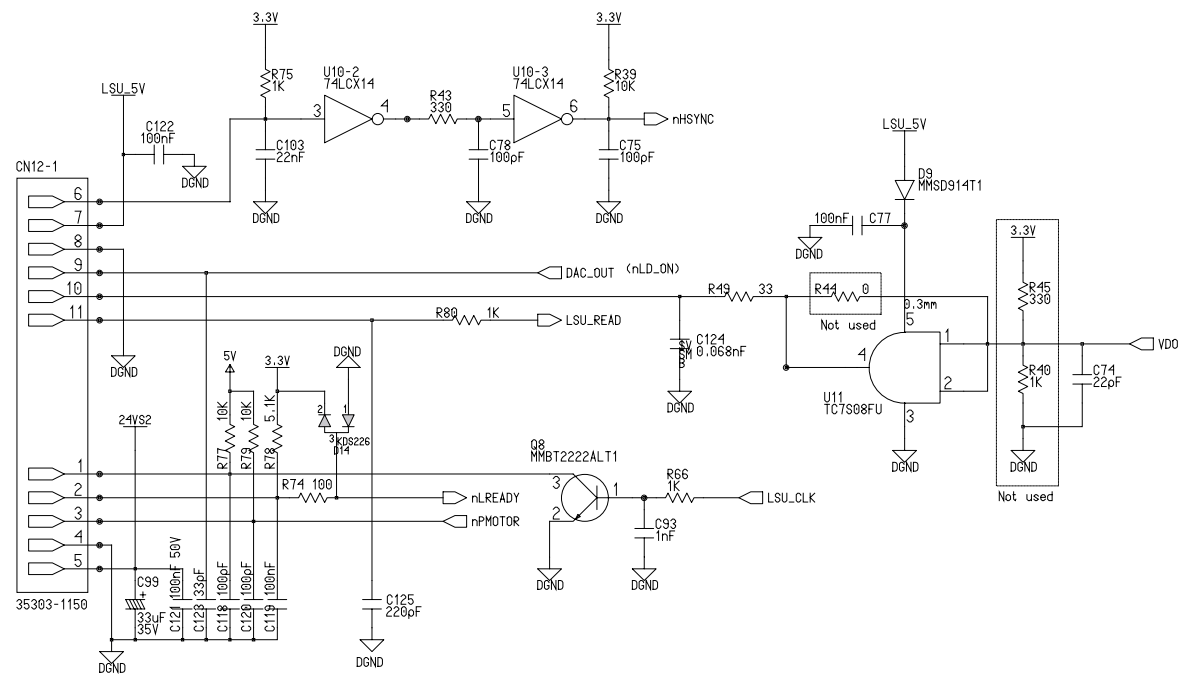 3.3V
3.3V
R75
1K
U10-2
74LCX14
3
4
R43
330
U10-3
74LCX14
5
6
R39
10K
nHSYNC
LSU_5V
C122
100nF
DGND
C103
22nF
DGND
C78
100pF
DGND
C75
100pF
DGND
LSU_5V
D9
MMSD914T1
100nF
C77
DGND
CN12-1
6
7
8
9
10
11
DAC_OUT
(nLD_ON)
R80
1K
LSU_READ
R49
33
R44
0
Not used
0.3mm
5
4
1
2
3
U11
TC7S08FU
DGND
3.3V
R45
330
R40
1K
DGND
Not used
C74
22pF
VDO
C124
0.068nF
DGND
DGND
24VS2
5V
3.3V
DGND
10K
R77
10K
R79
5.1K
R78
2
1
3
KDS226
D14
1
2
3
4
5
R74
100
nLREADY
nPMOTOR
Q8
MMBT2222ALT1
3
1
2
DGND
R66
1K
LSU_CLK
C93
1nF
DGND
C99
+
33uF
35V
C121 100nF 50V
C123 33pF
C118 100pF
C120 100pF
C119 100nF
C125
220pF
DGND
DGND
35303-1150